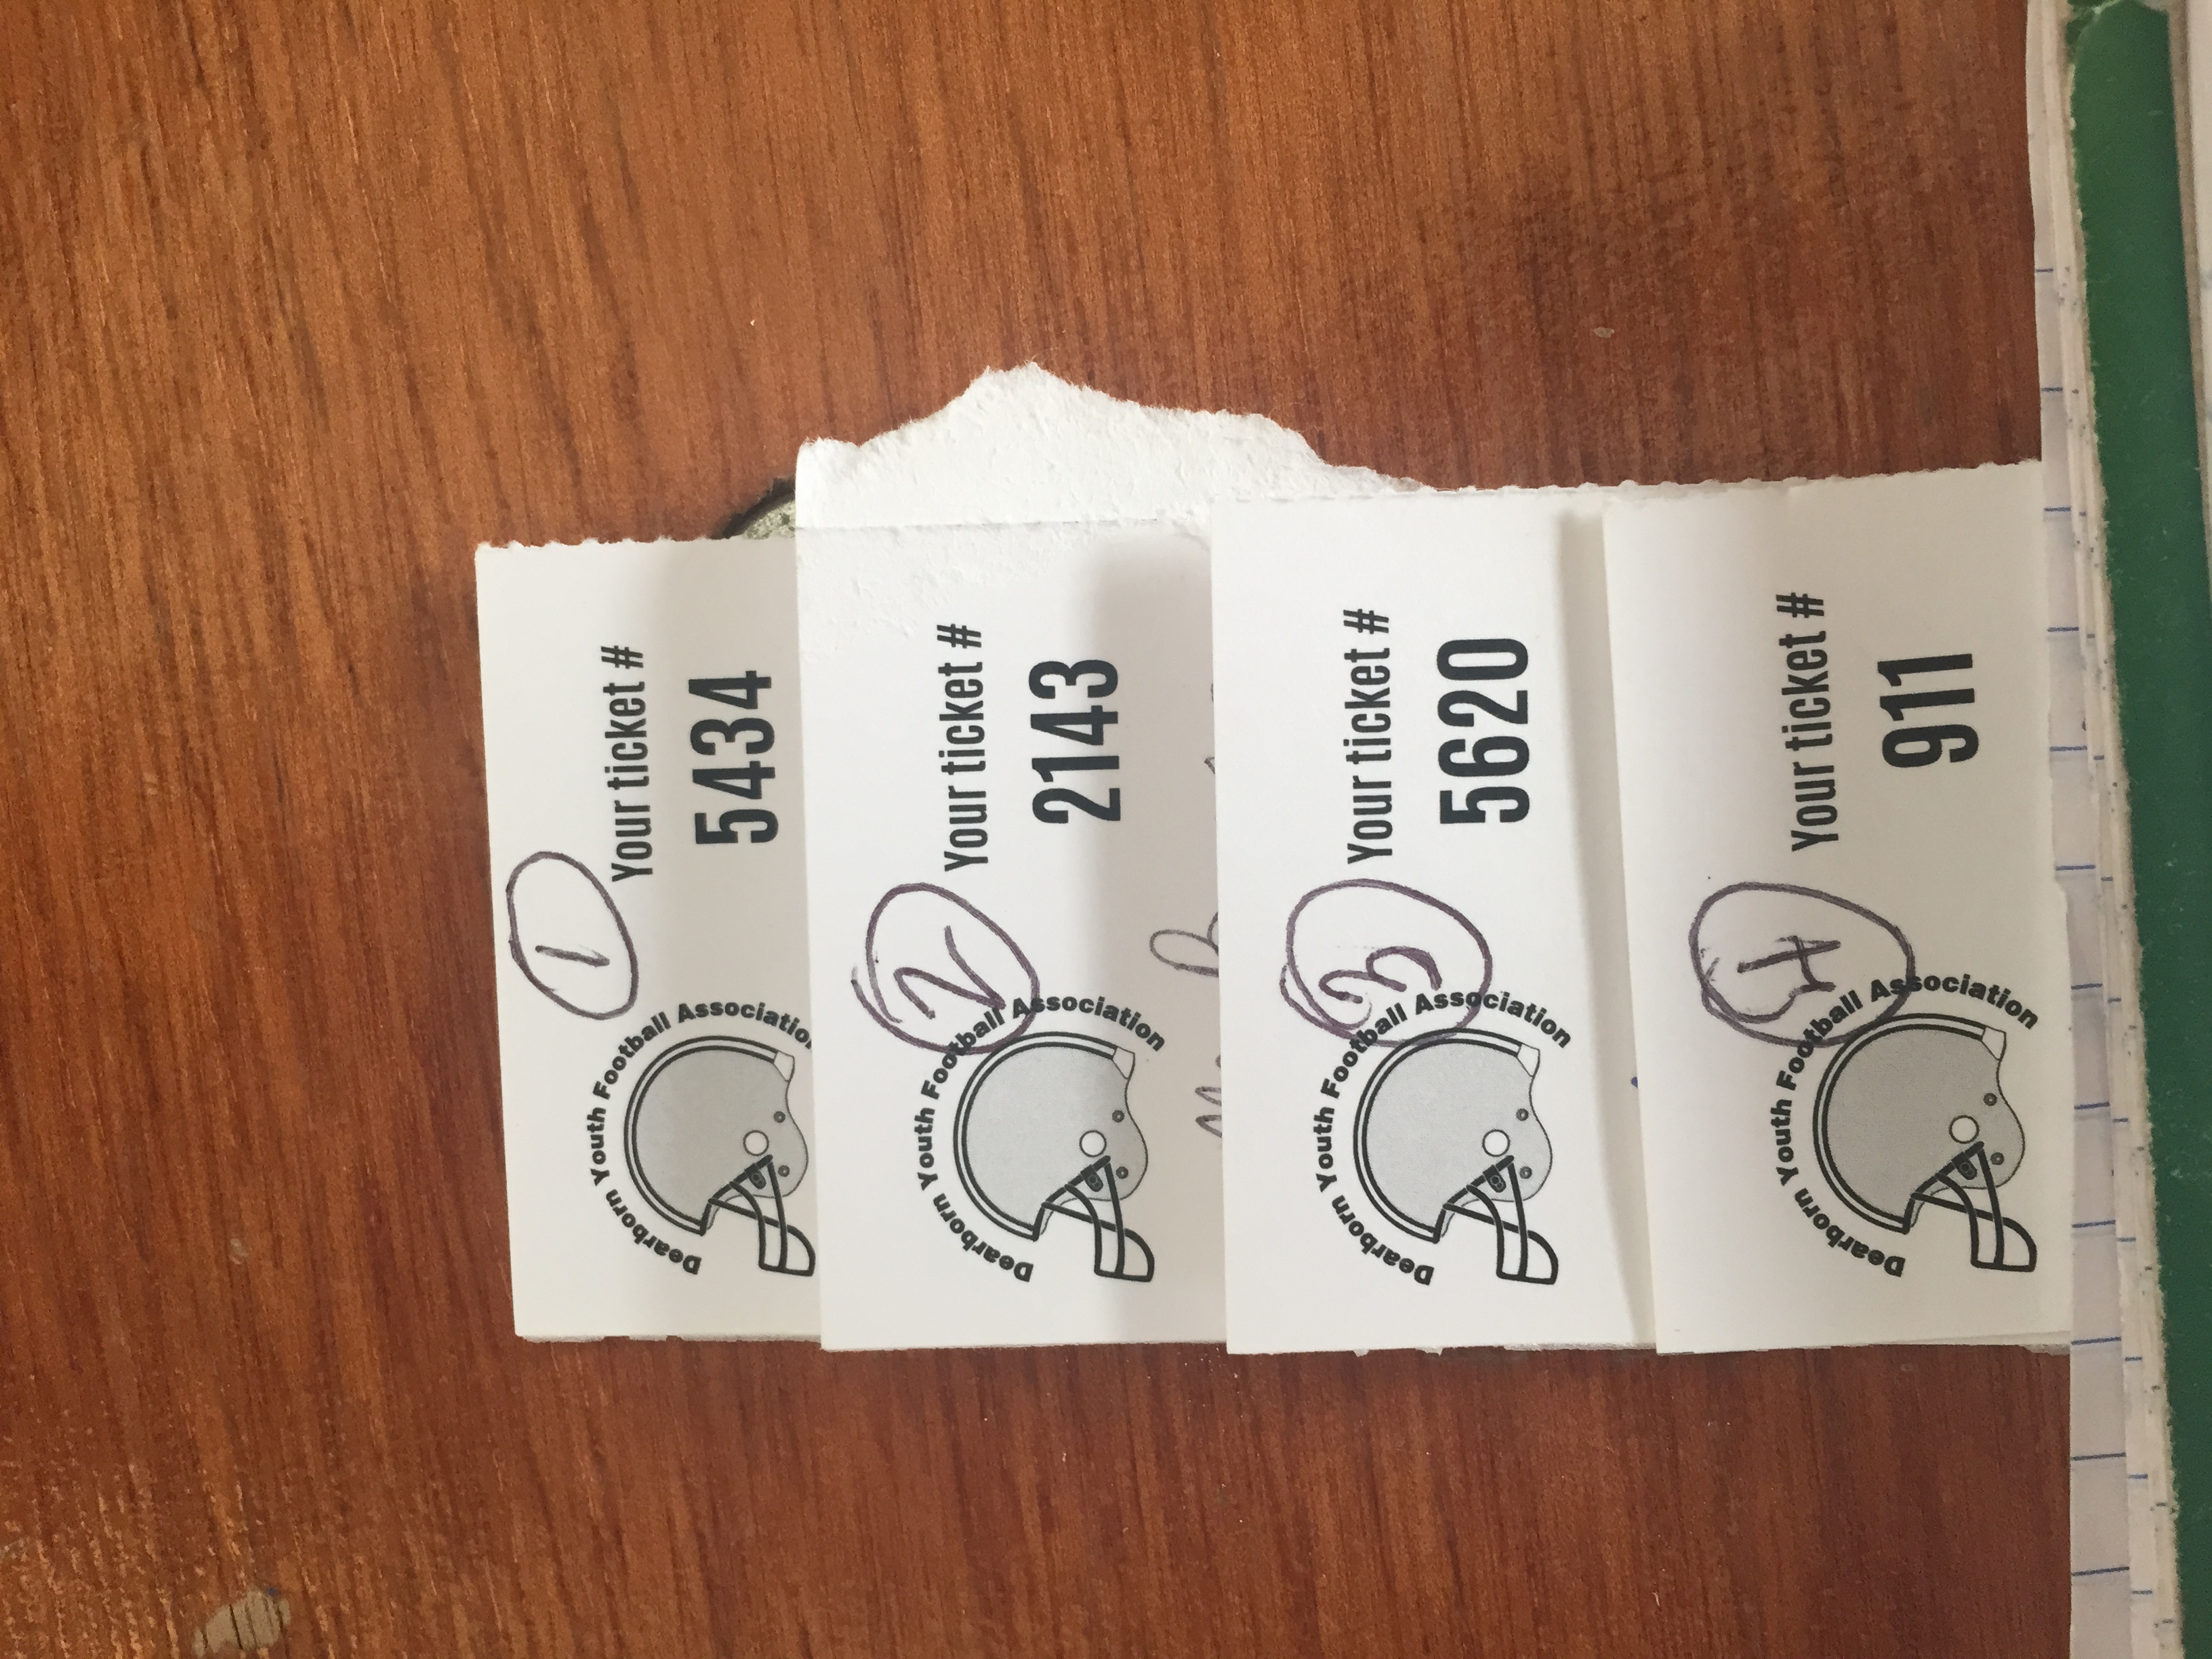 1
Your ticket #
5434
Dearborn Youth Football Association
2
Your ticket #
2143
Dearborn Youth Football Association
3
Your ticket #
5620
Dearborn Youth Football Association
4
Your ticket #
911
Dearborn Youth Football Association